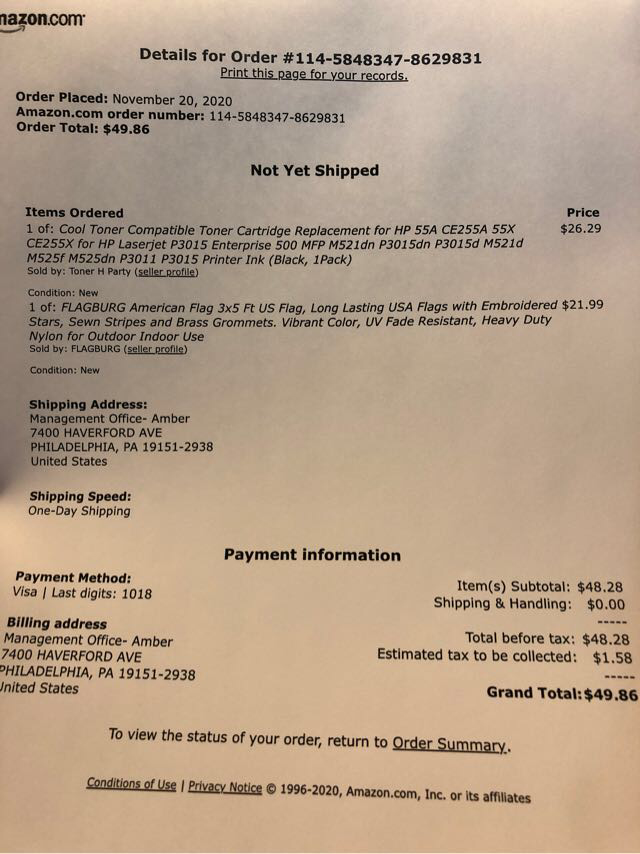 mazon.com
Details for Order #114-5848347-8629831
Print this page for your records.
Order Placed: November 20, 2020
Amazon.com order number: 114-5848347-8629831
Order Total: $49.86
Not Yet Shipped
Items Ordered Price
1 of: Cool Toner Compatible Toner Cartridge Replacement for HP 55A CE255A 55X $26.29
CE255X for HP Laserjet P3015 Enterprise 500 MFP M521dn P3015dn P3015d M521d
M525f M525dn P3011 P3015 Printer Ink (Black, 1Pack)
Sold by: Toner H Party (seller profile)
Condition: New
1 of: FLAGBURG American Flag 3x5 Ft US Flag, Long Lasting USA Flags with Embroidered $21.99
Stars, Sewn Stripes and Brass Grommets. Vibrant Color, UV Fade Resistant, Heavy Duty
Nylon for Outdoor Indoor Use
Sold by: FLAGBURG (seller profile)
Condition: New
Shipping Address:
Management Office- Amber
7400 HAVERFORD AVE
PHILADELPHIA, PA 19151-2938
United States
Shipping Speed:
One-Day Shipping
Payment information
Payment Method:
Visa | Last digits: 1018
Billing address
Management Office- Amber
7400 HAVERFORD AVE
PHILADELPHIA, PA 19151-2938
United States
Item(s) Subtotal: $48.28
Shipping & Handling: $0.00
-----
Total before tax: $48.28
Estimated tax to be collected: $1.58
-----
Grand Total: $49.86
To view the status of your order, return to Order Summary.
Conditions of Use | Privacy Notice © 1996-2020, Amazon.com, Inc. or its affiliates